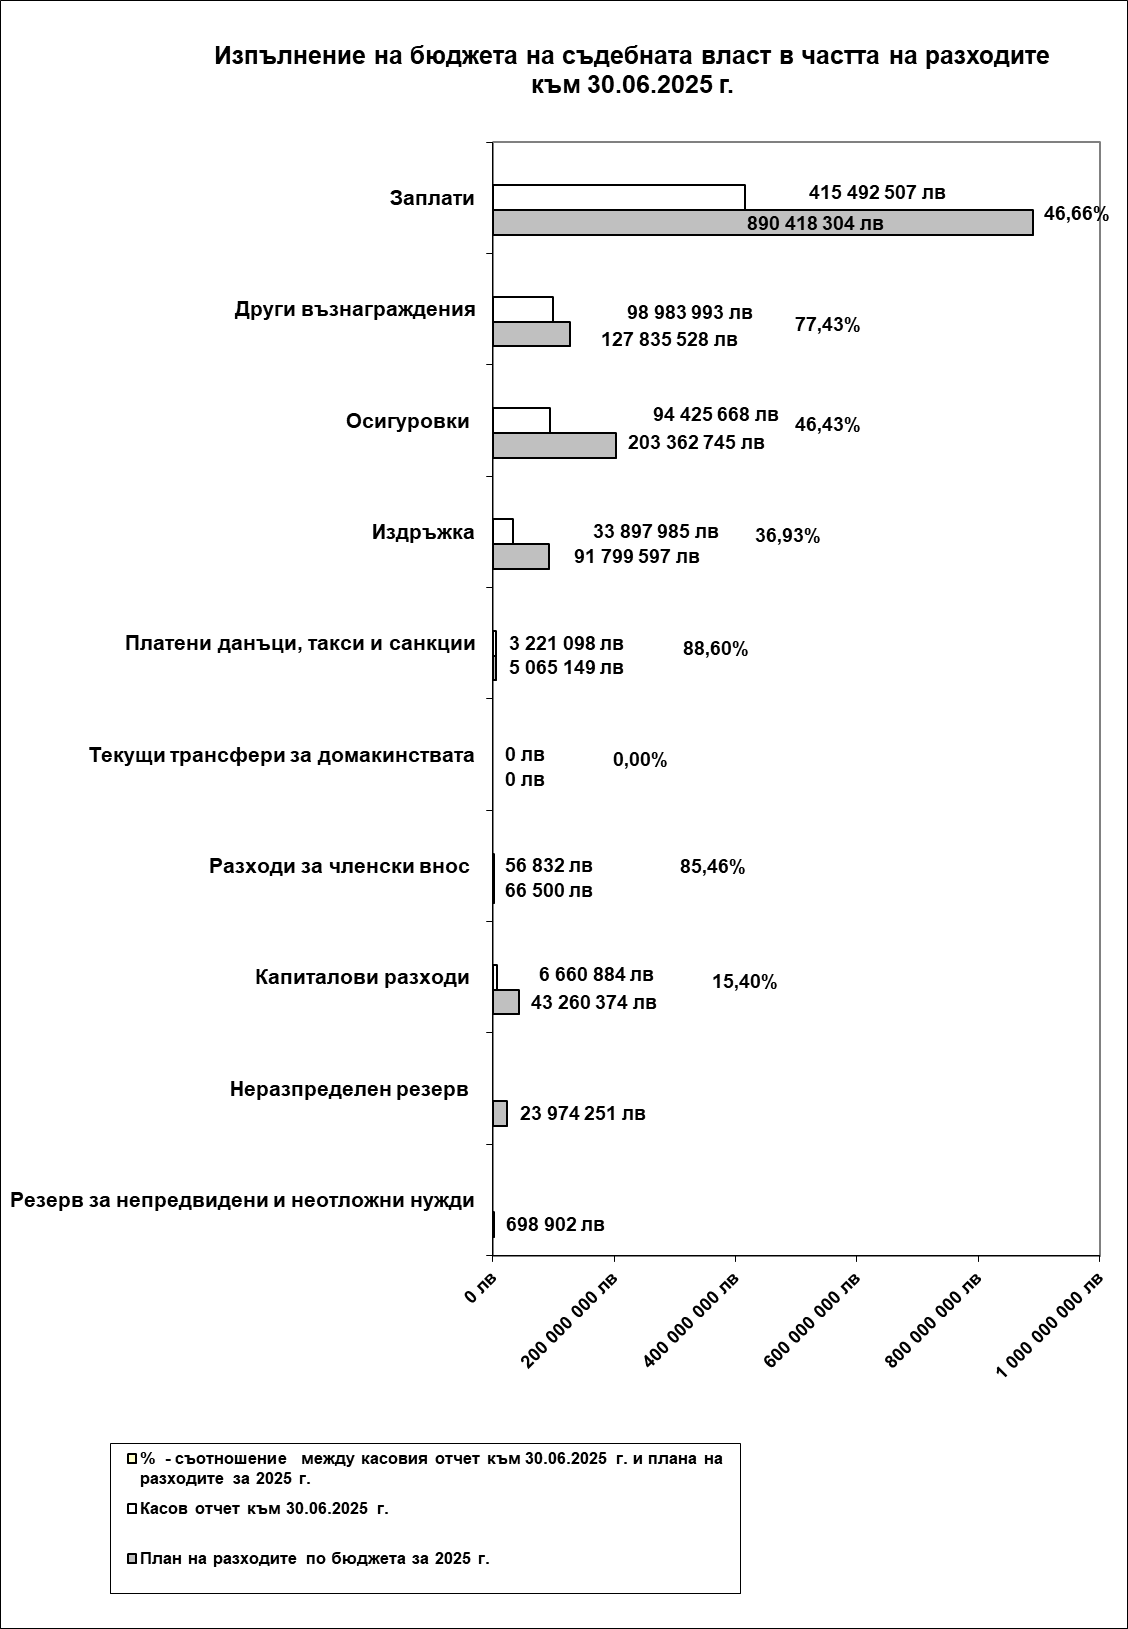 Изпълнение на бюджета на съдебната власт в частта на разходите
към 30.06.2025 г.
Заплати
415 492 507 лв
890 418 304 лв
46,66%
Други възнаграждения
98 983 993 лв
127 835 528 лв
77,43%
Осигуровки
94 425 668 лв
203 362 745 лв
46,43%
Издръжка
33 897 985 лв
91 799 597 лв
36,93%
Платени данъци, такси и санкции
3 221 098 лв
5 065 149 лв
88,60%
Текущи трансфери за домакинствата
0 лв
0 лв
0,00%
Разходи за членски внос
56 832 лв
66 500 лв
85,46%
Капиталови разходи
6 660 884 лв
43 260 374 лв
15,40%
Неразпределен резерв
23 974 251 лв
Резерв за непредвидени и неотложни нужди
698 902 лв
0 лв
200 000 000 лв
400 000 000 лв
600 000 000 лв
800 000 000 лв
1 000 000 000 лв
% - съотношение между касовия отчет към 30.06.2025 г. и плана на
разходите за 2025 г.
Касов отчет към 30.06.2025 г.
План на разходите по бюджета за 2025 г.